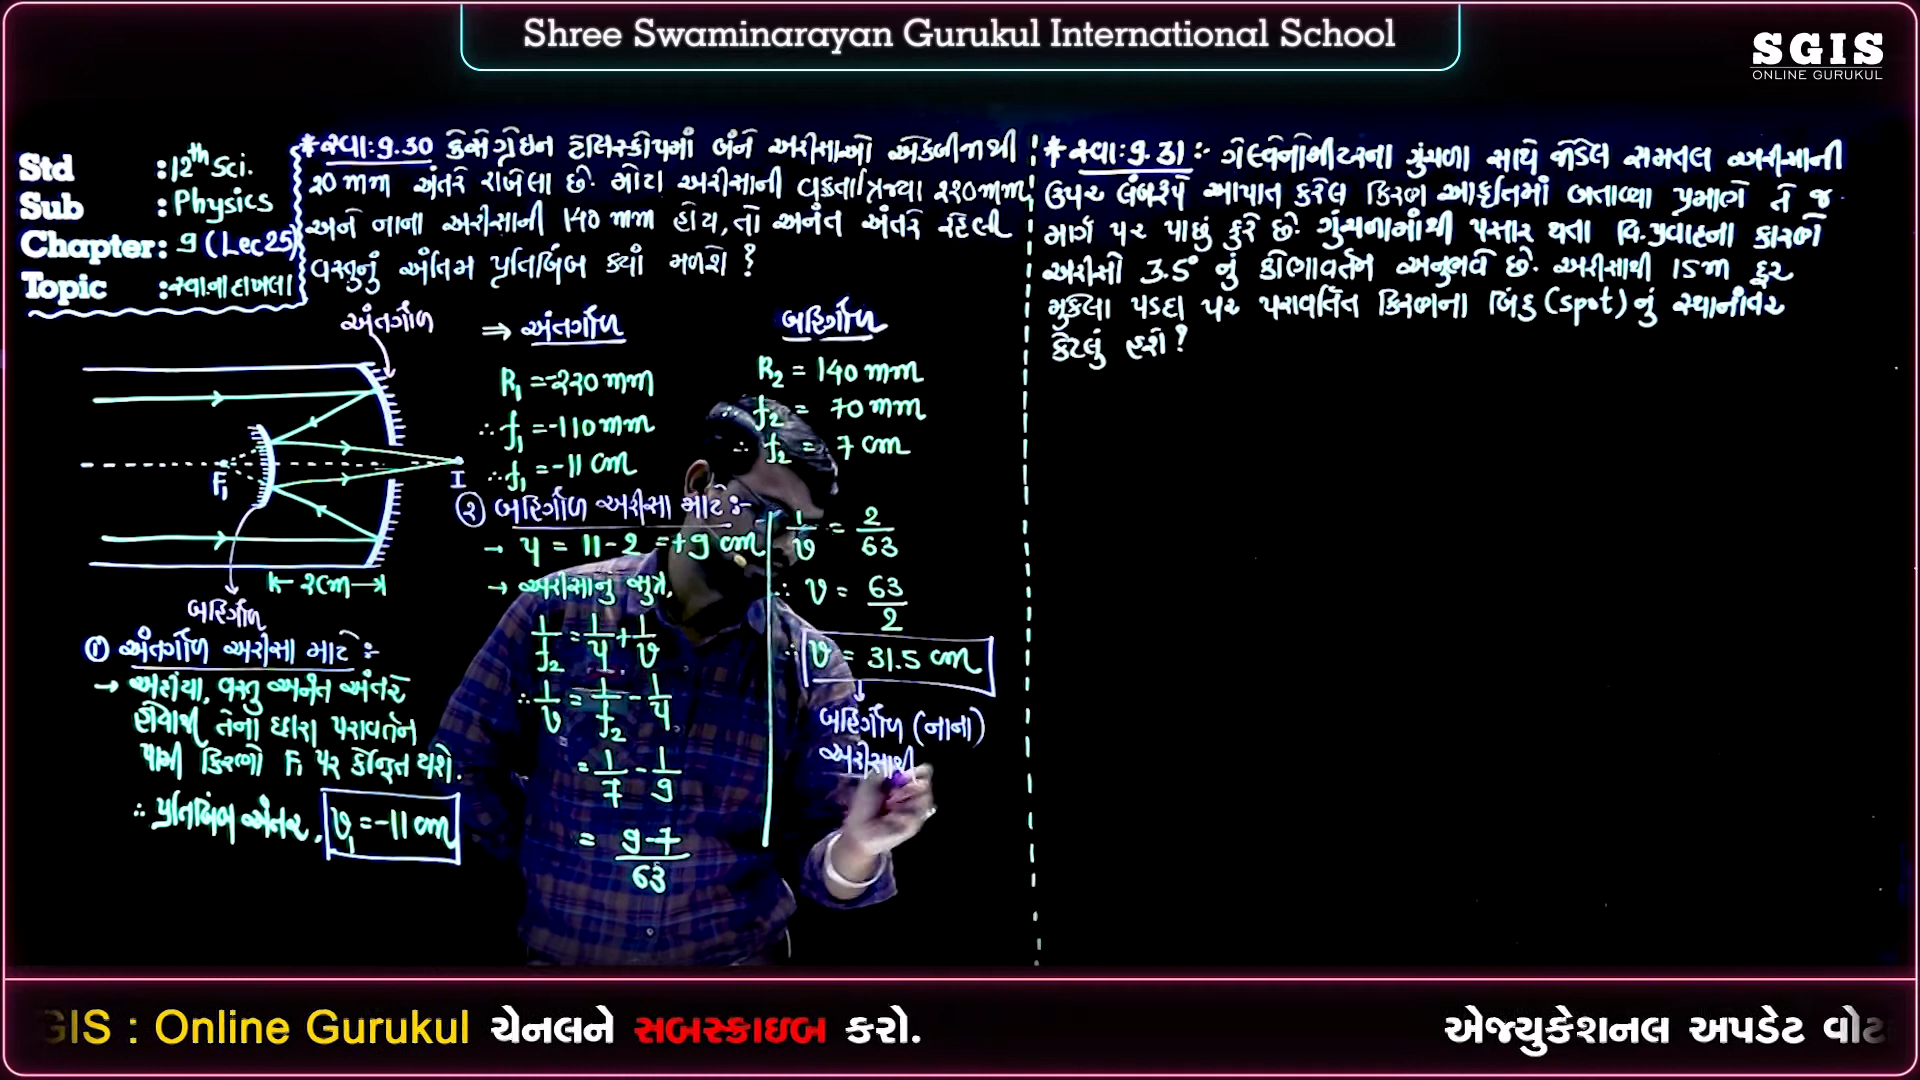 Shree Swaminarayan Gurukul International School
SGIS
ONLINE GURUKUL
Std : 12th Sci.
Sub : Physics
Chapter : 9 (Lec 25)
Topic : સ્વા.ના દાખલા
* સ્વા: 9.30 કેસેગ્રેઇન ટેલિસ્કોપમાં બંને અરીસાઓ એકબીજાથી
20 mm અંતરે રાખેલા છે. મોટા અરીસાની વક્રતાત્રિજ્યા 220 mm
અને નાના અરીસાની 140 mm હોય, તો અનંત અંતરે રહેલી
વસ્તુનું અંતિમ પ્રતિબિંબ ક્યાં મળશે ?
અંતર્ગોળ
F₁
I
← 2cm →
બહિર્ગોળ
① અંતર્ગોળ અરીસા માટે :-
→ અહીંયા, વસ્તુ અનંત અંતરે
હોવાથી તેના દ્વારા પરાવર્તન
પામી કિરણો F₁ પર કેન્દ્રિત થશે.
∴ પ્રતિબિંબ અંતર, v₁ = -11 cm
⇒ અંતર્ગોળ
R₁ = -220 mm
∴ f₁ = -110 mm
∴ f₁ = -11 cm
બહિર્ગોળ
R₂ = 140 mm
∴ f₂ = 70 mm
∴ f₂ = 7 cm
② બહિર્ગોળ અરીસા માટે :-
→ u = 11 - 2 = +9 cm
→ અરીસાનું સુત્ર,
1/f₂ = 1/u + 1/v
∴ 1/v = 1/f₂ - 1/u
= 1/7 - 1/9
= 9-7/63
1/v = 2/63
∴ v = 63/2
∴ v = 31.5 cm
બહિર્ગોળ (નાના)
અરીસાથી
* સ્વા: 9.31 :- ગેલ્વેનોમીટરના ગુંચળા સાથે જોડેલ સમતલ અરીસાની
ઉપર લંબરૂપે આપાત કરેલ કિરણ આકૃતિમાં બતાવ્યા પ્રમાણે તે જ
માર્ગ પર પાછું ફરે છે. ગુંચળામાંથી પસાર થતા વિ.પ્રવાહના કારણે
અરીસો 3.5° નું કોણાવર્તન અનુભવે છે. અરીસાથી 1.5m દૂર
મુકેલા પડદા પર પરાવર્તિત કિરણના બિંદુ (spot) નું સ્થાનાંતર
કેટલું હશે ?
GIS : Online Gurukul ચેનલને સબસ્ક્રાઇબ કરો.
એજ્યુકેશનલ અપડેટ વોટ